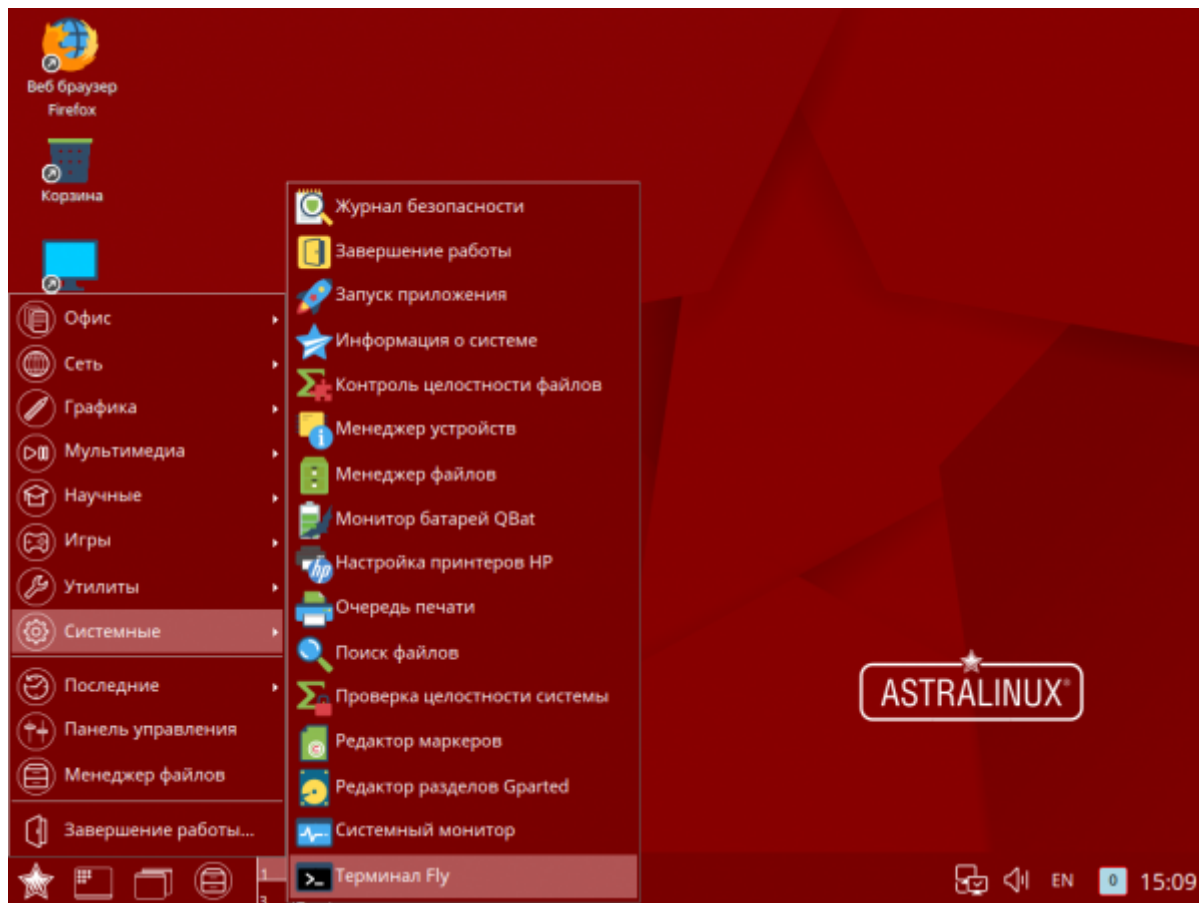 Веб браузер
Firefox
Корзина
Журнал безопасности
Завершение работы
Запуск приложения
Информация о системе
Контроль целостности файлов
Менеджер устройств
Менеджер файлов
Монитор батарей QBat
Настройка принтеров HP
Очередь печати
Поиск файлов
Проверка целостности системы
Редактор маркеров
Редактор разделов Gparted
Системный монитор
Терминал Fly
Офис
Сеть
Графика
Мультимедиа
Научные
Игры
Утилиты
Системные
Последние
Панель управления
Менеджер файлов
Завершение работы...
ASTRALINUX®
1
EN
0
15:09